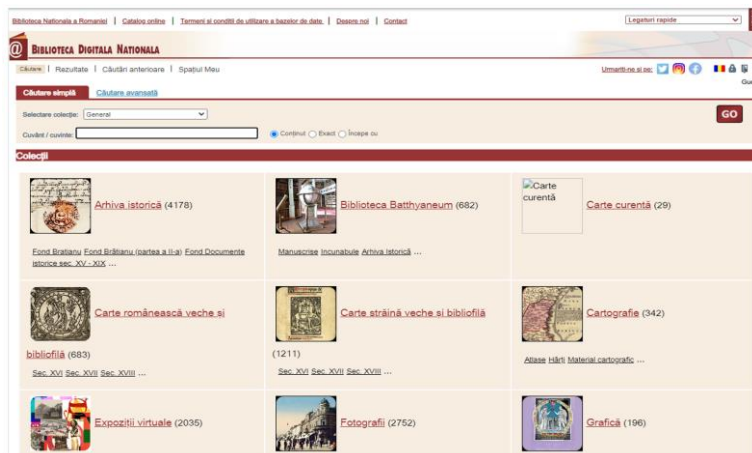 Biblioteca Nationala a Romaniei | Catalog online | Termeni si conditii de utilizare a bazelor de date. | Despre noi | Contact
Legaturi rapide
BIBLIOTECA DIGITALA NATIONALA
Căutare | Rezultate | Căutări anterioare | Spațiul Meu
Urmariti-ne si pe:
Căutare simplă Căutare avansată
Selectare colecție: General
GO
Cuvânt / cuvinte: Conținut Exact Începe cu
Colecții
Arhiva istorică (4178)
Fond Bratianu Fond Brătianu (partea a II-a) Fond Documente
istorice sec. XV - XIX ...
Biblioteca Batthyaneum (682)
Manuscrise Incunabule Arhiva Istorică ...
Carte
curentă
Carte curentă (29)
Carte românească veche și
bibliofilă (683)
Sec. XVI Sec. XVII Sec. XVIII ...
Carte străină veche și bibliofilă
(1211)
Sec. XVI Sec. XVII Sec. XVIII ...
Cartografie (342)
Atlase Hărți Material cartografic ...
Expoziții virtuale (2035)
Fotografii (2752)
Grafică (196)